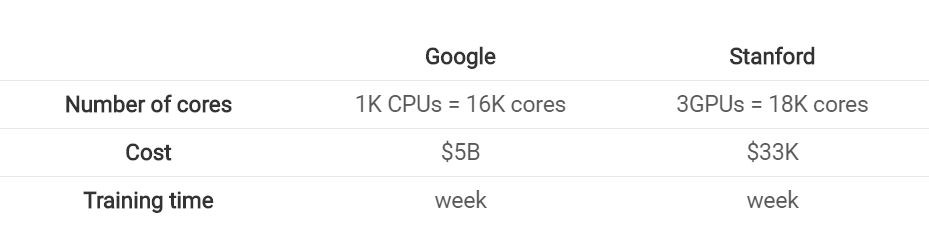 Google Stanford
Number of cores 1K CPUs = 16K cores 3GPUs = 18K cores
Cost $5B $33K
Training time week week